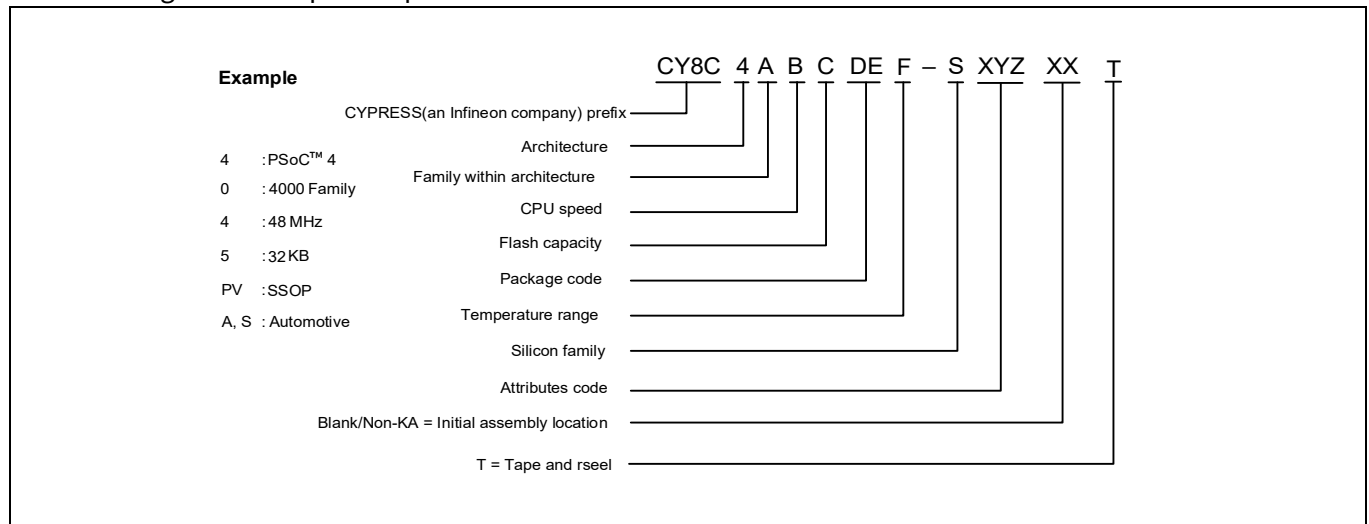 CY8C 4 A B C DE F – S XYZ XX T
Example
CYPRESS(an Infineon company) prefix
Architecture
4 :PSoC™ 4
Family within architecture
0 : 4000 Family
CPU speed
4 : 48 MHz
Flash capacity
5 :32 KB
Package code
PV :SSOP
Temperature range
A, S : Automotive
Silicon family
Attributes code
Blank/Non-KA = Initial assembly location
T = Tape and rseel